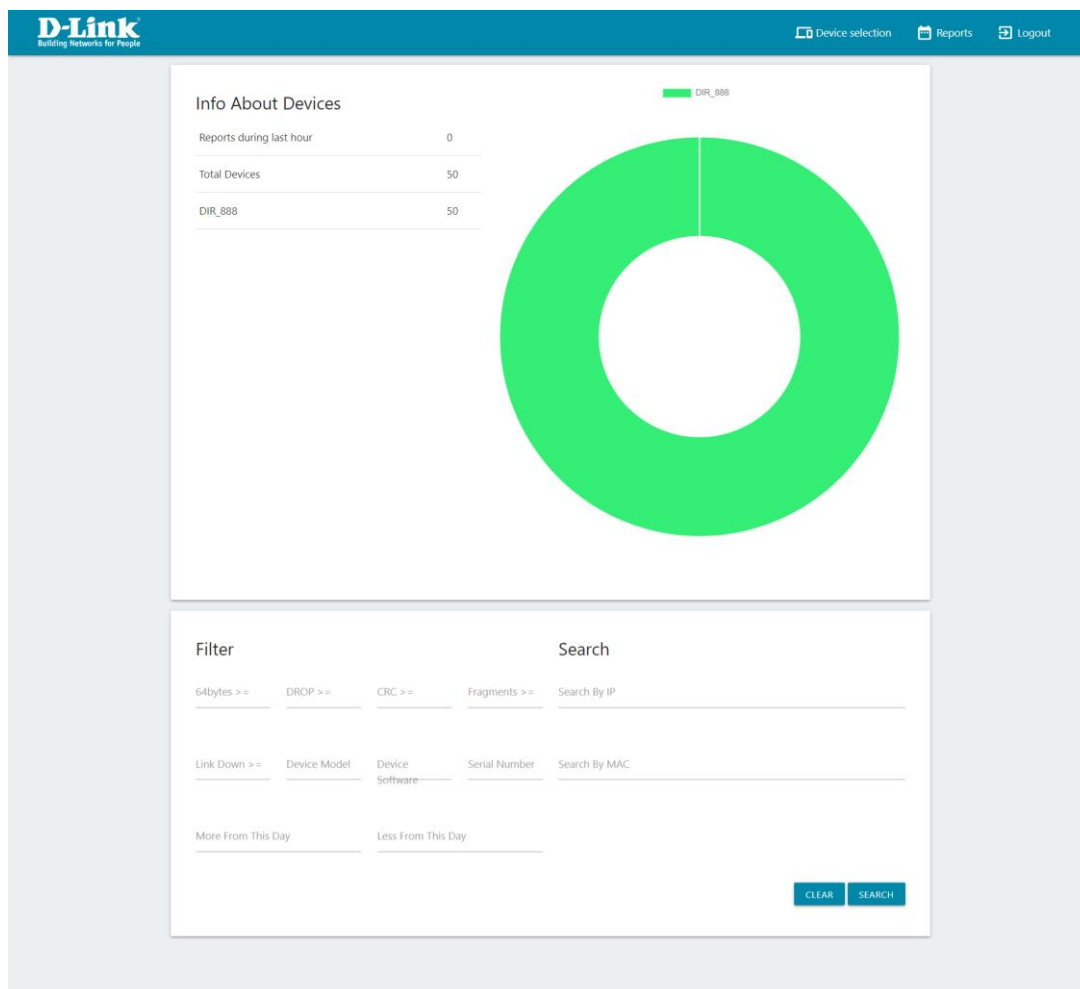 D-Link
Building Networks for People
Device selection
Reports
Logout
Info About Devices
Reports during last hour 0
Total Devices 50
DIR_888 50
DIR_888
Filter
64bytes >= DROP >= CRC >= Fragments >=
Link Down >= Device Model Device Software Serial Number
More From This Day Less From This Day
Search
Search By IP
Search By MAC
CLEAR SEARCH